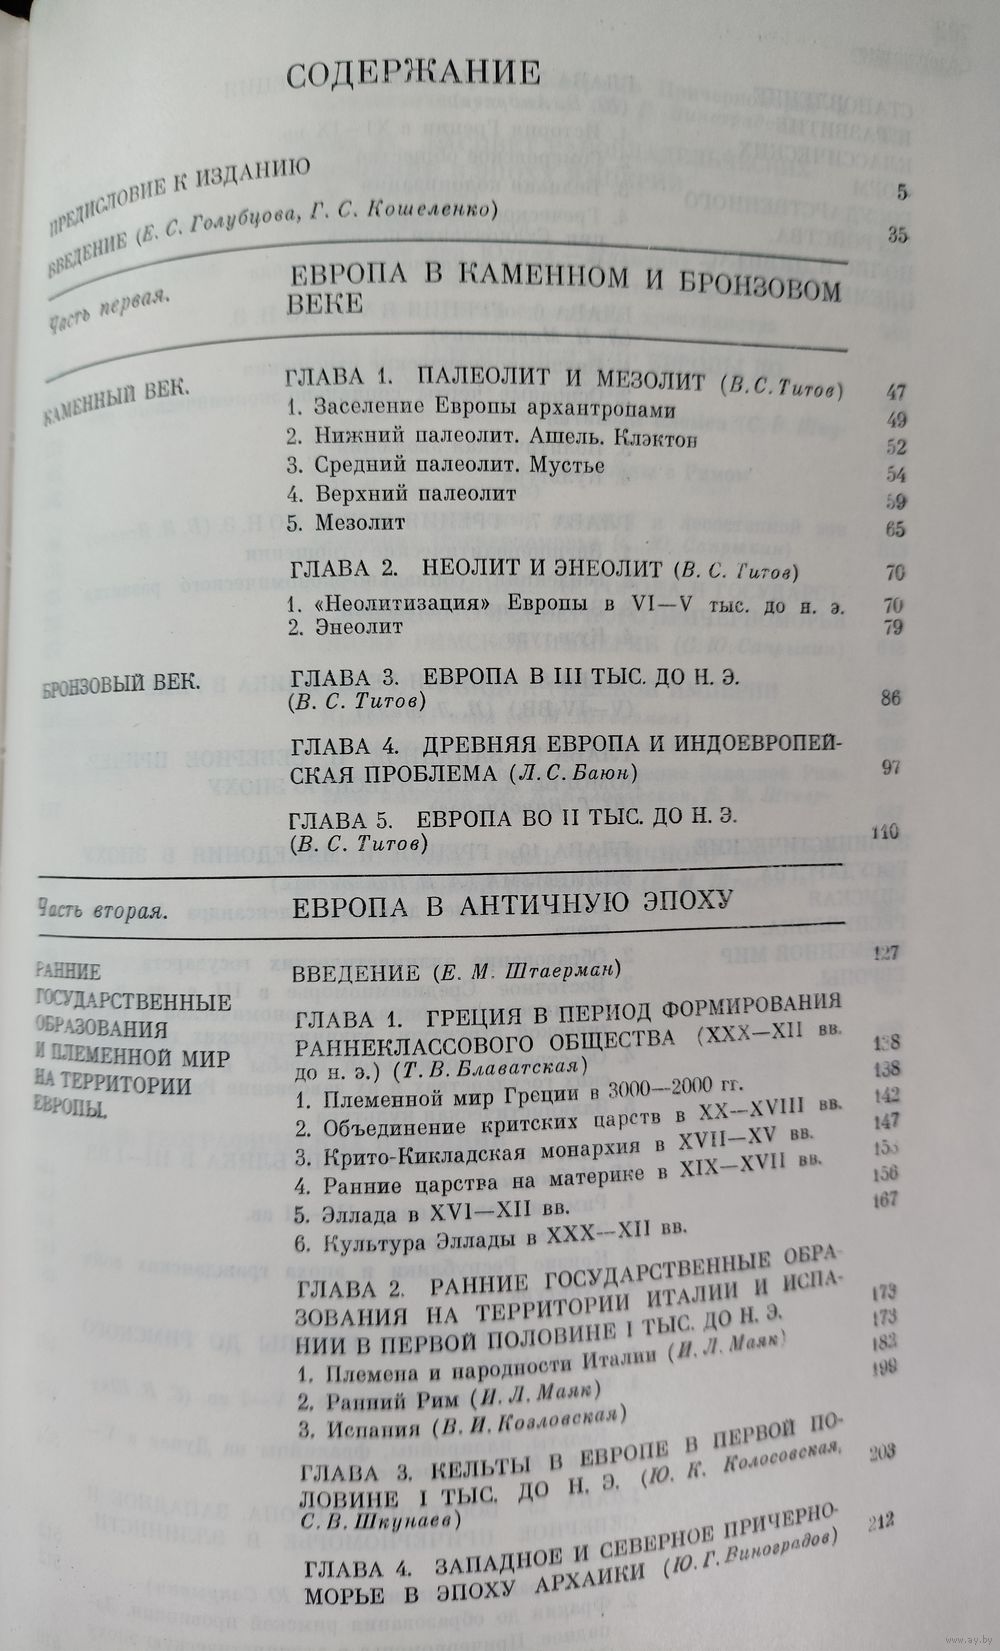 СОДЕРЖАНИЕ
ПРЕДИСЛОВИЕ К ИЗДАНИЮ 5
ВВЕДЕНИЕ (Е. С. Голубцова, Г. С. Кошеленко) 35
Часть первая. ЕВРОПА В КАМЕННОМ И БРОНЗОВОМ
ВЕКЕ
КАМЕННЫЙ ВЕК. ГЛАВА 1. ПАЛЕОЛИТ И МЕЗОЛИТ (В. С. Титов) 47
1. Заселение Европы архантропами 49
2. Нижний палеолит. Ашель. Клэктон 52
3. Средний палеолит. Мустье 54
4. Верхний палеолит 59
5. Мезолит 65
ГЛАВА 2. НЕОЛИТ И ЭНЕОЛИТ (В. С. Титов) 70
1. «Неолитизация» Европы в VI—V тыс. до н. э. 70
2. Энеолит 79
БРОНЗОВЫЙ ВЕК. ГЛАВА 3. ЕВРОПА В III ТЫС. ДО Н. Э.
(В. С. Титов) 86
ГЛАВА 4. ДРЕВНЯЯ ЕВРОПА И ИНДОЕВРОПЕЙ-
СКАЯ ПРОБЛЕМА (Л. С. Баюн) 97
ГЛАВА 5. ЕВРОПА ВО II ТЫС. ДО Н. Э.
(В. С. Титов) 110
Часть вторая. ЕВРОПА В АНТИЧНУЮ ЭПОХУ
РАННИЕ
ГОСУДАРСТВЕННЫЕ
ОБРАЗОВАНИЯ
И ПЛЕМЕННОЙ МИР
НА ТЕРРИТОРИИ
ЕВРОПЫ.
ВВЕДЕНИЕ (Е. М. Штаерман) 127
ГЛАВА 1. ГРЕЦИЯ В ПЕРИОД ФОРМИРОВАНИЯ
РАННЕКЛАССОВОГО ОБЩЕСТВА (XXX—XII вв.
до н. э.) (Т. В. Блаватская) 138
1. Племенной мир Греции в 3000—2000 гг. 138
2. Объединение критских царств в XX—XVIII вв. 142
3. Крито-Кикладская монархия в XVII—XV вв. 147
4. Ранние царства на материке в XIX—XVII вв.
5. Эллада в XVI—XII вв. 156
6. Культура Эллады в XXX—XII вв. 167
ГЛАВА 2. РАННИЕ ГОСУДАРСТВЕННЫЕ ОБРА-
ЗОВАНИЯ НА ТЕРРИТОРИИ ИТАЛИИ И ИСПА-
НИИ В ПЕРВОЙ ПОЛОВИНЕ I ТЫС. ДО Н. Э. 173
1. Племена и народности Италии (И. Л. Маяк) 173
2. Ранний Рим (И. Л. Маяк) 183
3. Испания (В. И. Козловская) 198
ГЛАВА 3. КЕЛЬТЫ В ЕВРОПЕ В ПЕРВОЙ ПО-
ЛОВИНЕ I ТЫС. ДО Н. Э. (Ю. К. Колосовская,
С. В. Шкунаев) 203
ГЛАВА 4. ЗАПАДНОЕ И СЕВЕРНОЕ ПРИЧЕРНО-
МОРЬЕ В ЭПОХУ АРХАИКИ (Ю. Г. Виноградов) 212
www.ay.by